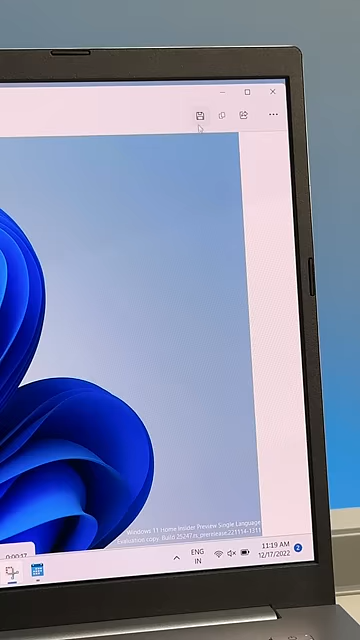 Windows 11 Home Insider Preview Single Language
Evaluation copy. Build 25247.rs_prerelease.221114-1311
0:00:17
ENG
IN
11:19 AM
12/17/2022
2